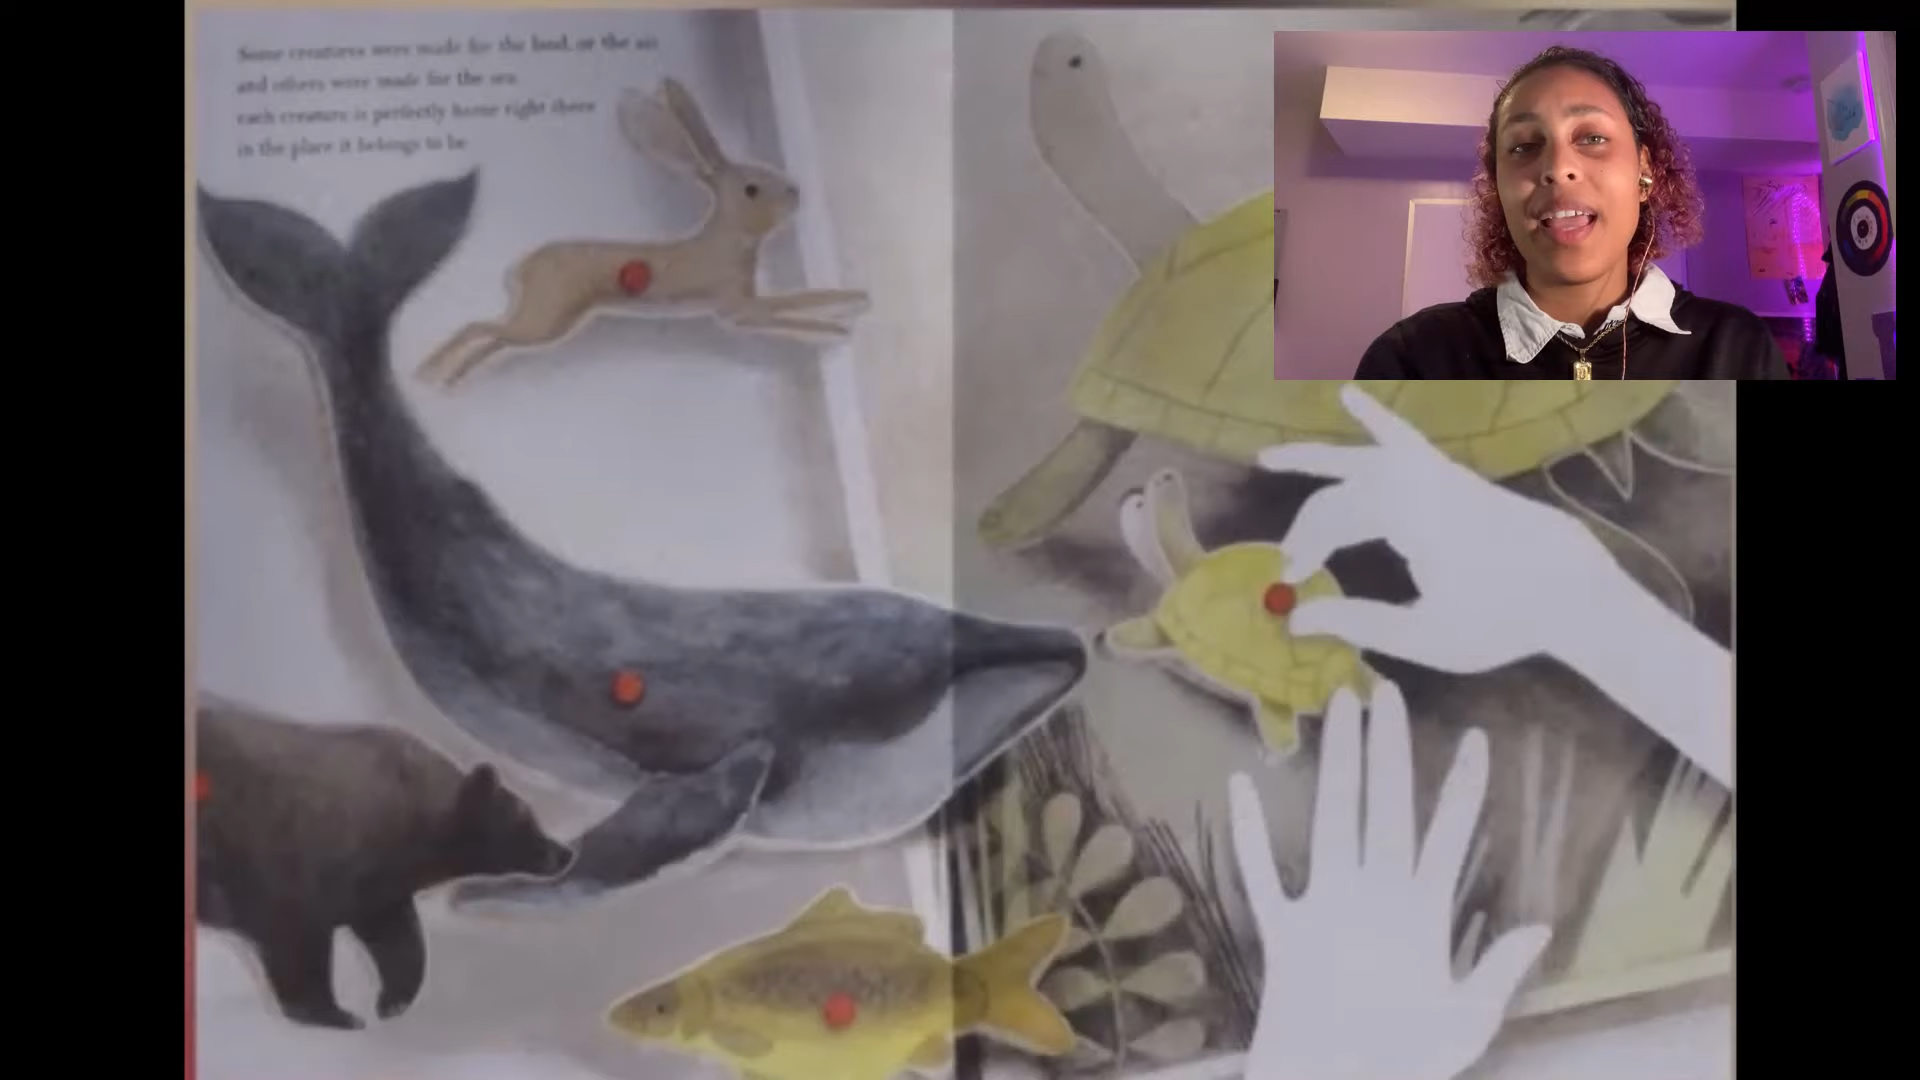 Some creatures were made for the land, or the air
and others were made for the sea
each creature is perfectly home right there
in the place it belongs to be